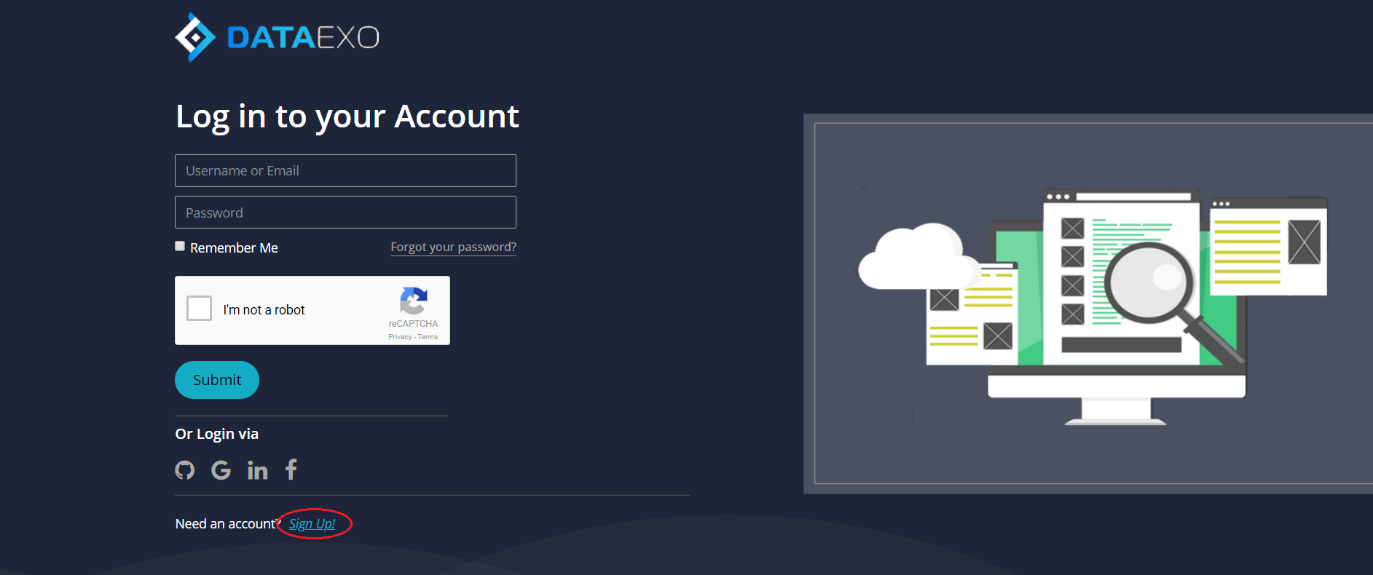 DATAEXO
Log in to your Account
Username or Email
Password
Remember Me Forgot your password?
I'm not a robot
reCAPTCHA
Privacy - Terms
Submit
Or Login via
Need an account? Sign Up!